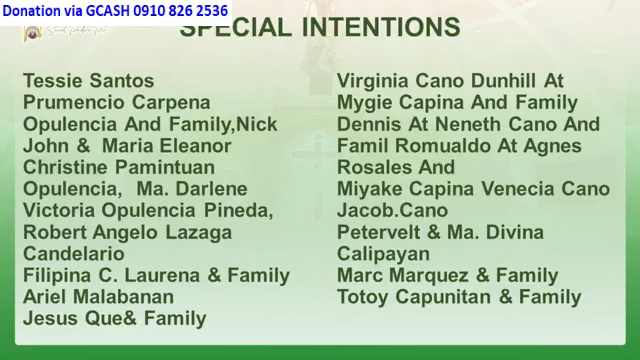 Donation via GCASH 0910 826 2536
SPECIAL INTENTIONS
Tessie Santos
Prumencio Carpena
Opulencia And Family,Nick
John & Maria Eleanor
Christine Pamintuan
Opulencia, Ma. Darlene
Victoria Opulencia Pineda,
Robert Angelo Lazaga
Candelario
Filipina C. Laurena & Family
Ariel Malabanan
Jesus Que& Family
Virginia Cano Dunhill At
Mygie Capina And Family
Dennis At Neneth Cano And
Famil Romualdo At Agnes
Rosales And
Miyake Capina Venecia Cano
Jacob.Cano
Petervelt & Ma. Divina
Calipayan
Marc Marquez & Family
Totoy Capunitan & Family